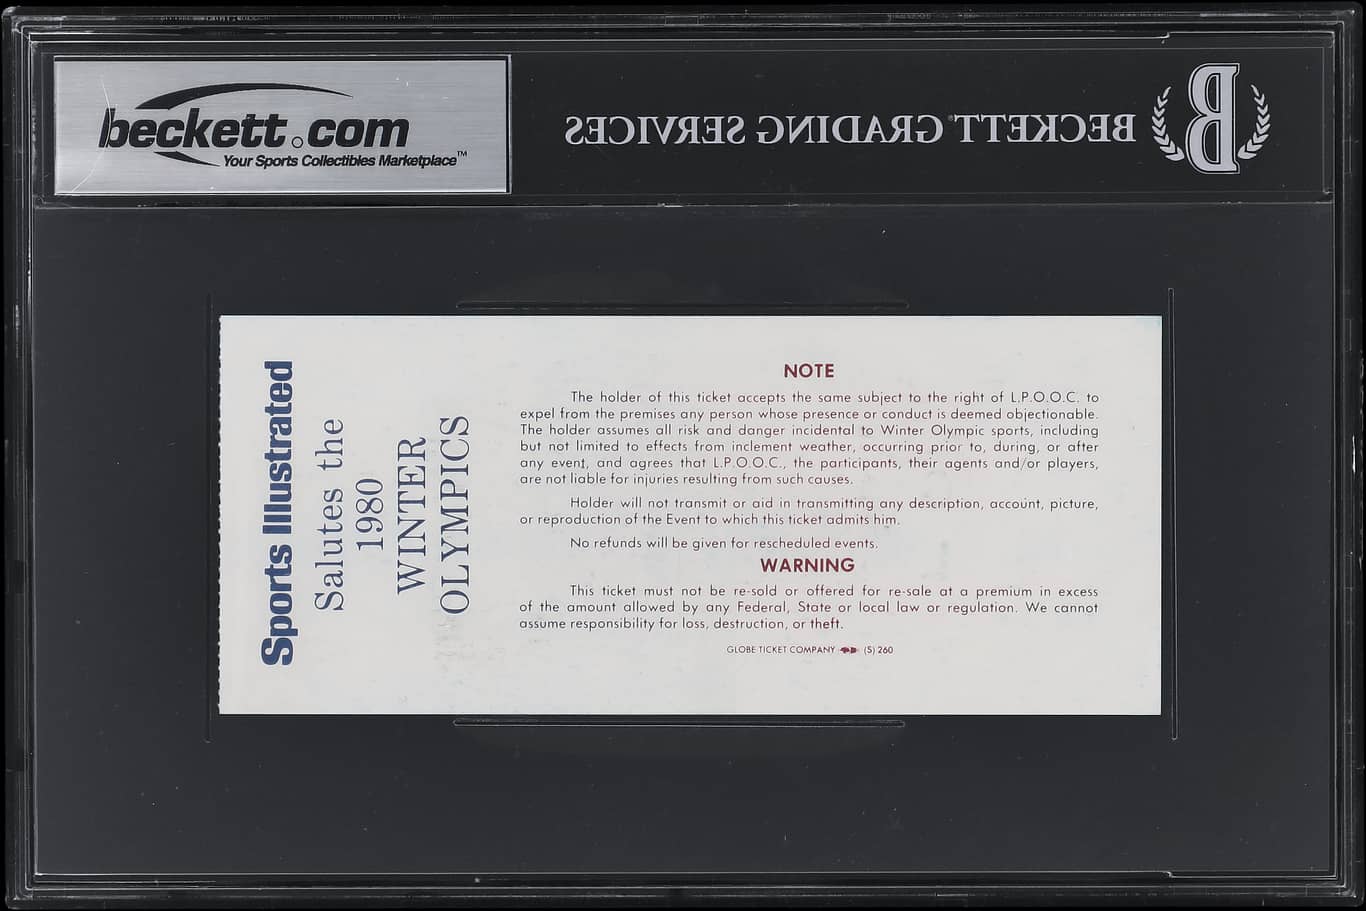 beckett.com
Your Sports Collectibles Marketplace™
BECKETT GRADING SERVICES
B
Sports Illustrated
Salutes the
1980
WINTER
OLYMPICS
NOTE
The holder of this ticket accepts the same subject to the right of L.P.O.O.C. to
expel from the premises any person whose presence or conduct is deemed objectionable.
The holder assumes all risk and danger incidental to Winter Olympic sports, including
but not limited to effects from inclement weather, occurring prior to, during, or after
any event, and agrees that L.P.O.O.C., the participants, their agents and/or players,
are not liable for injuries resulting from such causes.
Holder will not transmit or aid in transmitting any description, account, picture,
or reproduction of the Event to which this ticket admits him.
No refunds will be given for rescheduled events.
WARNING
This ticket must not be re-sold or offered for re-sale at a premium in excess
of the amount allowed by any Federal, State or local law or regulation. We cannot
assume responsibility for loss, destruction, or theft.
GLOBE TICKET COMPANY (S) 260